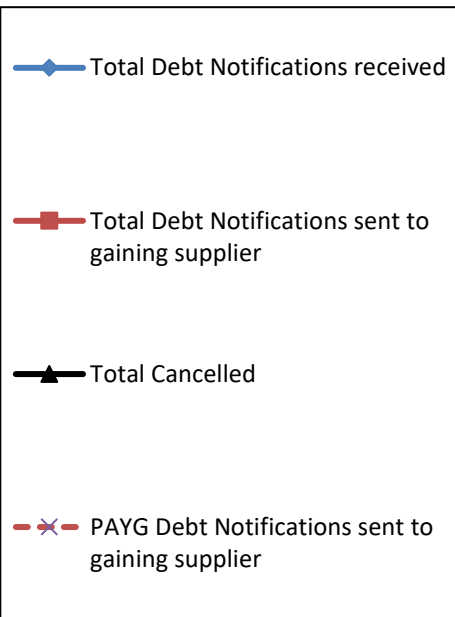 Total Debt Notifications received
Total Debt Notifications sent to
gaining supplier
Total Cancelled
PAYG Debt Notifications sent to
gaining supplier